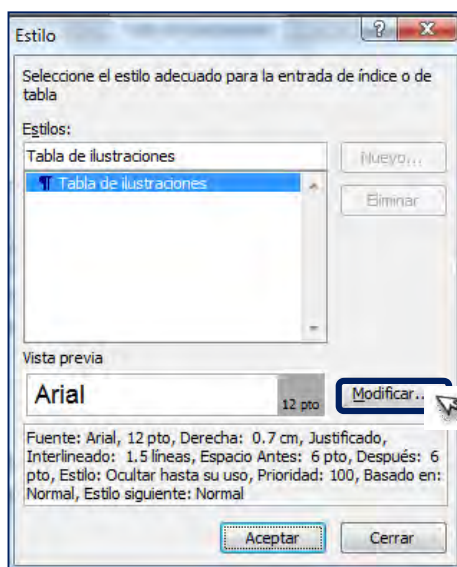 Estilo
Seleccione el estilo adecuado para la entrada de índice o de
tabla
Estilos:
Tabla de ilustraciones
Nuevo...
¶ Tabla de ilustraciones
Eliminar
Vista previa
Arial
12 pto
Modificar..
Fuente: Arial, 12 pto, Derecha: 0.7 cm, Justificado,
Interlineado: 1.5 líneas, Espacio Antes: 6 pto, Después: 6
pto, Estilo: Ocultar hasta su uso, Prioridad: 100, Basado en:
Normal, Estilo siguiente: Normal
Aceptar
Cerrar